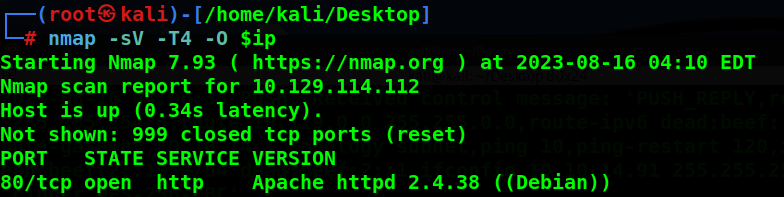 ┌──(root㉿kali)-[/home/kali/Desktop]
└─# nmap -sV -T4 -O $ip
Starting Nmap 7.93 ( https://nmap.org ) at 2023-08-16 04:10 EDT
Nmap scan report for 10.129.114.112
Host is up (0.34s latency).
Not shown: 999 closed tcp ports (reset)
PORT   STATE SERVICE VERSION
80/tcp open  http    Apache httpd 2.4.38 ((Debian))